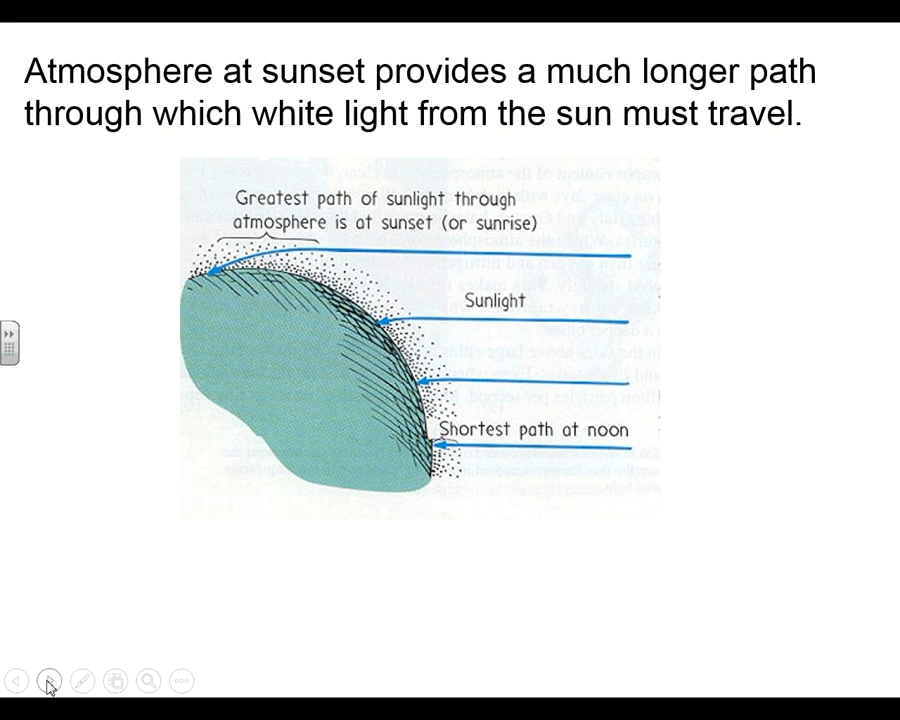 Atmosphere at sunset provides a much longer path
through which white light from the sun must travel.
Greatest path of sunlight through
atmosphere is at sunset (or sunrise)
Sunlight
Shortest path at noon